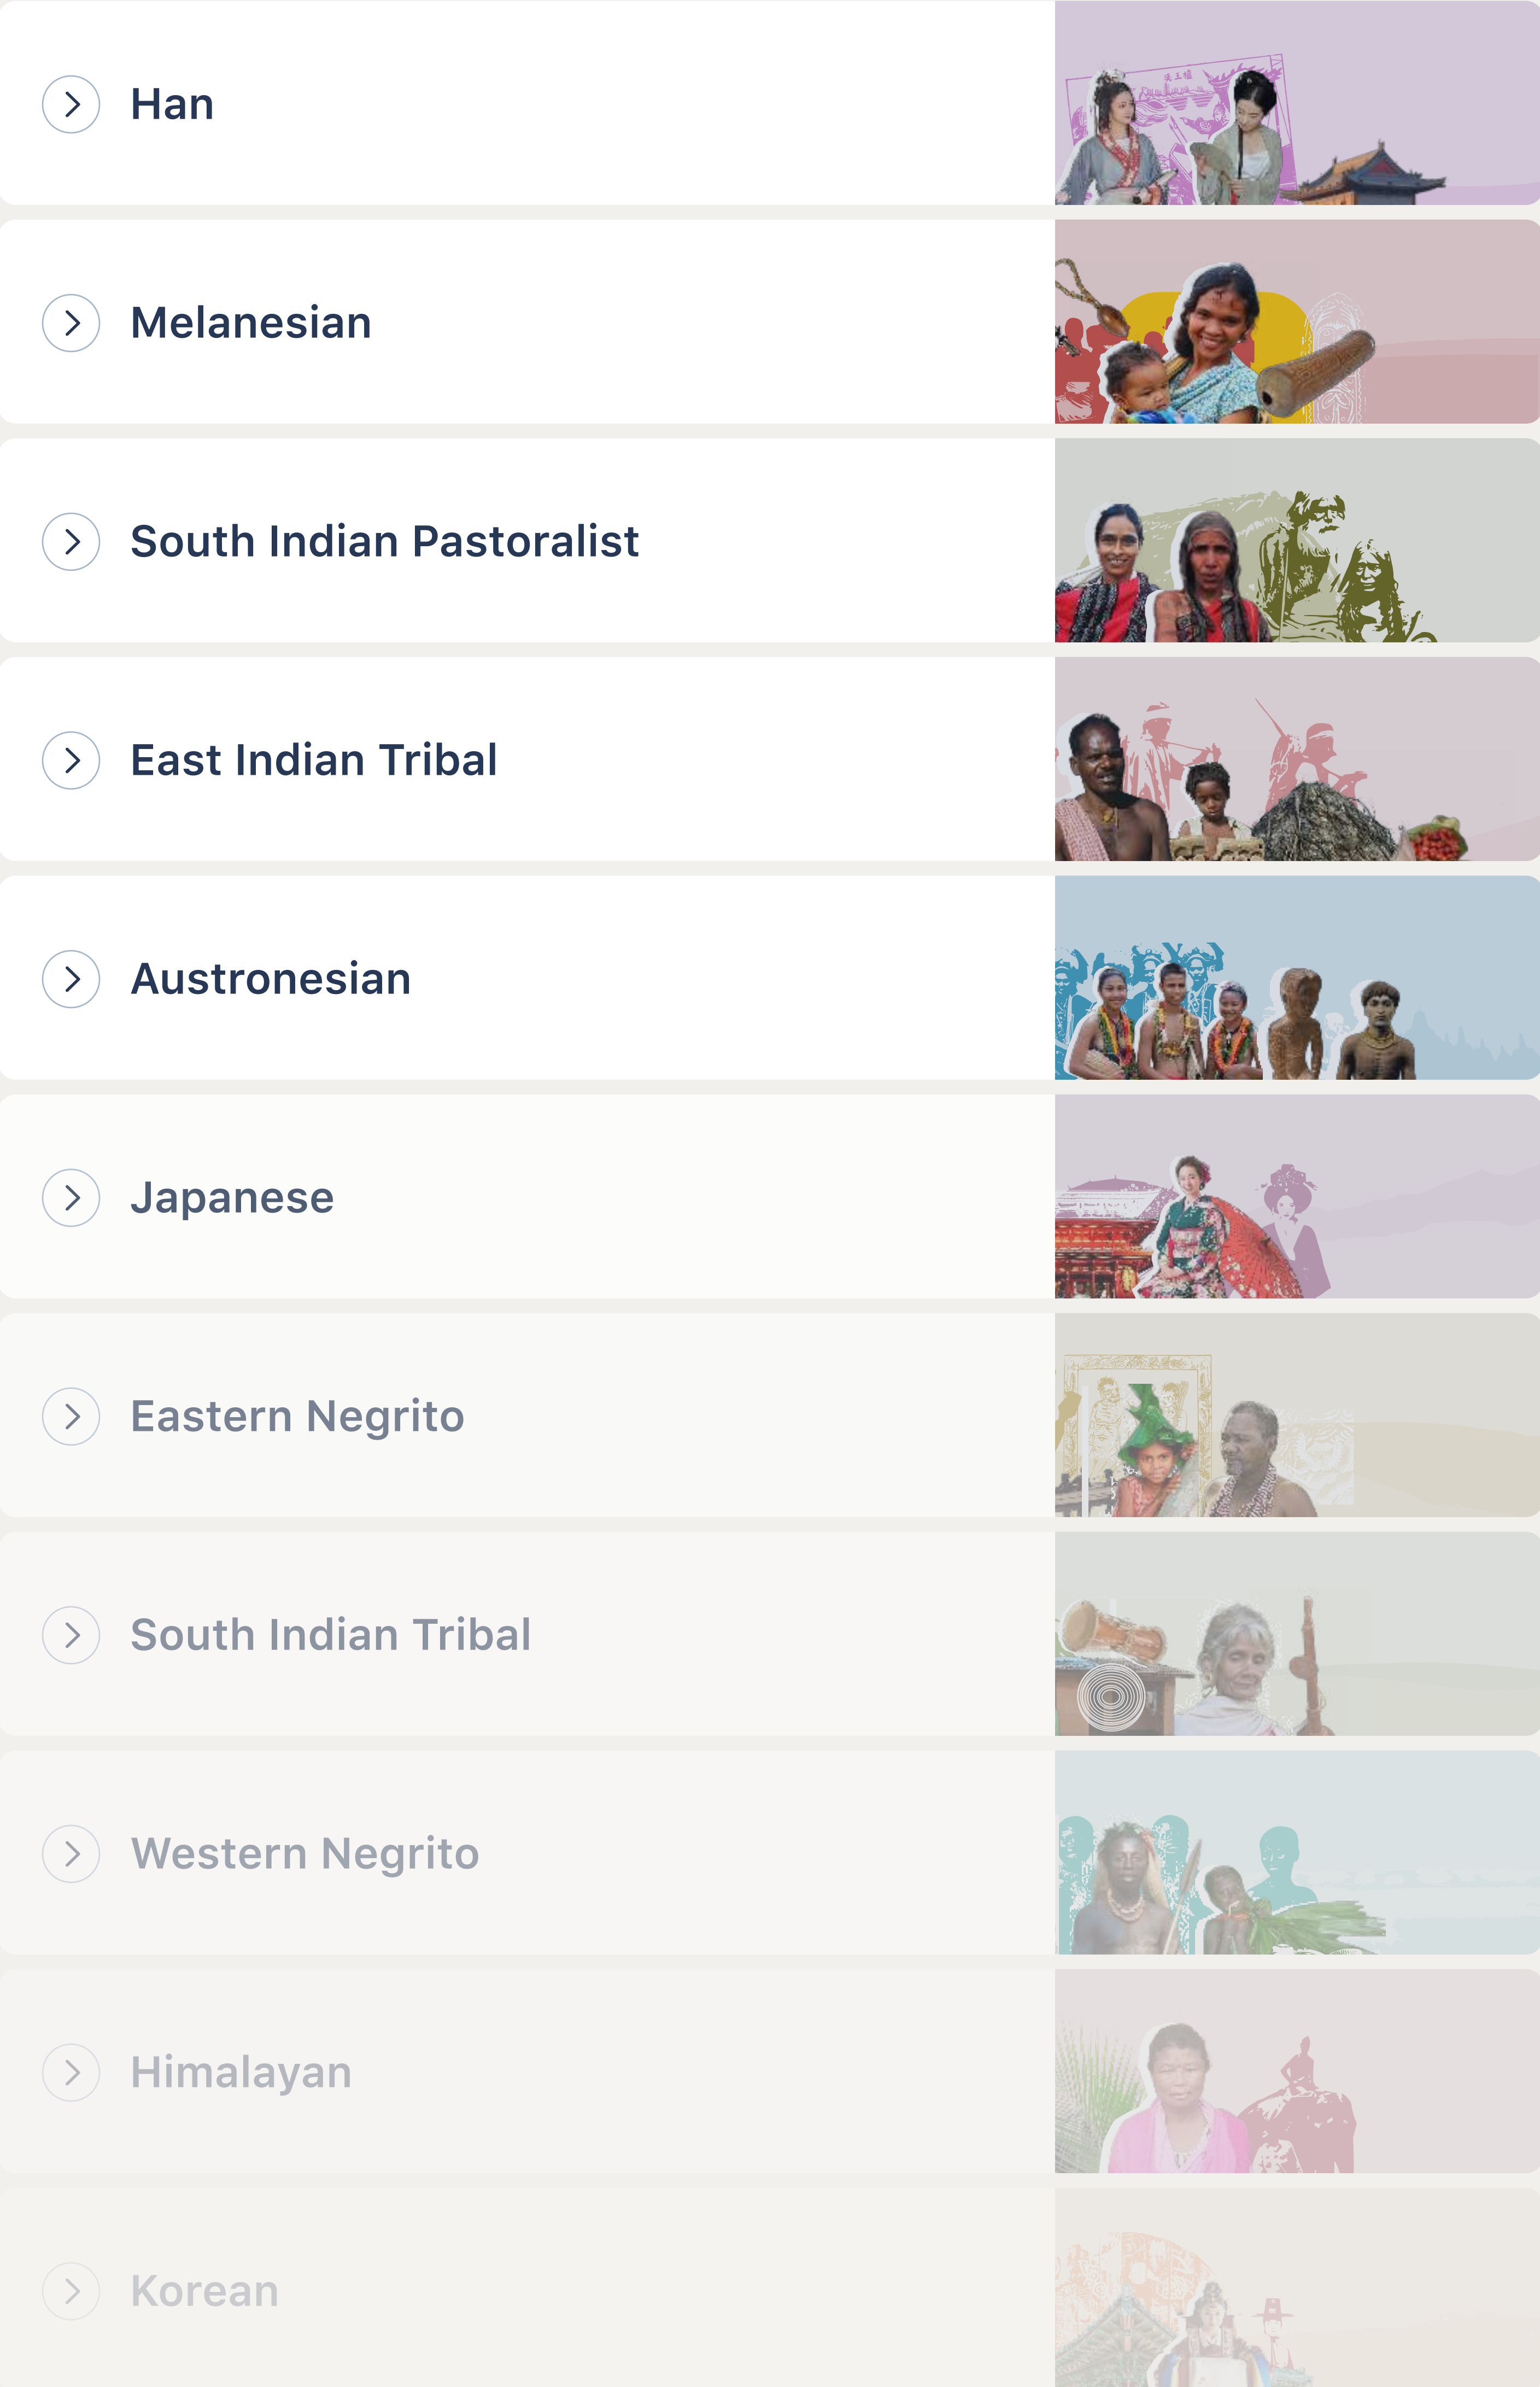 Han
Melanesian
South Indian Pastoralist
East Indian Tribal
Austronesian
Japanese
Eastern Negrito
South Indian Tribal
Western Negrito
Himalayan
Korean